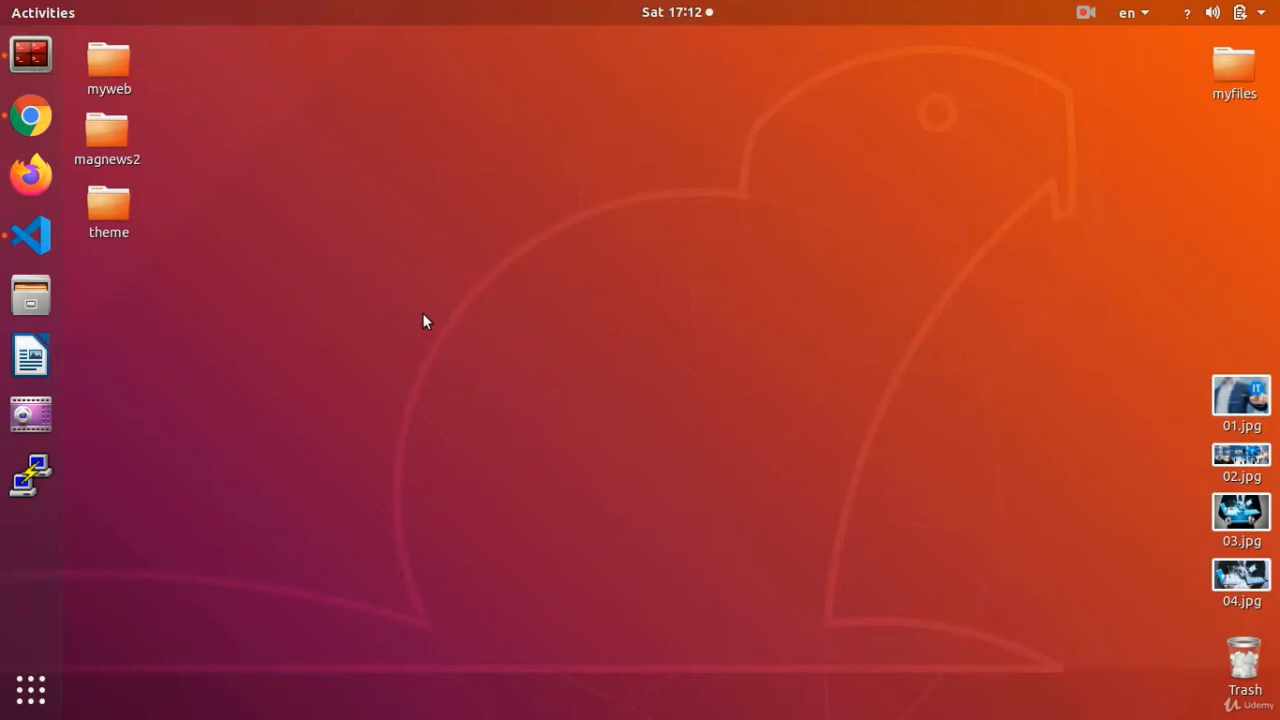 Activities
Sat 17:12
en
?
myweb
magnews2
theme
myfiles
IT
01.jpg
02.jpg
03.jpg
04.jpg
Trash
Udemy